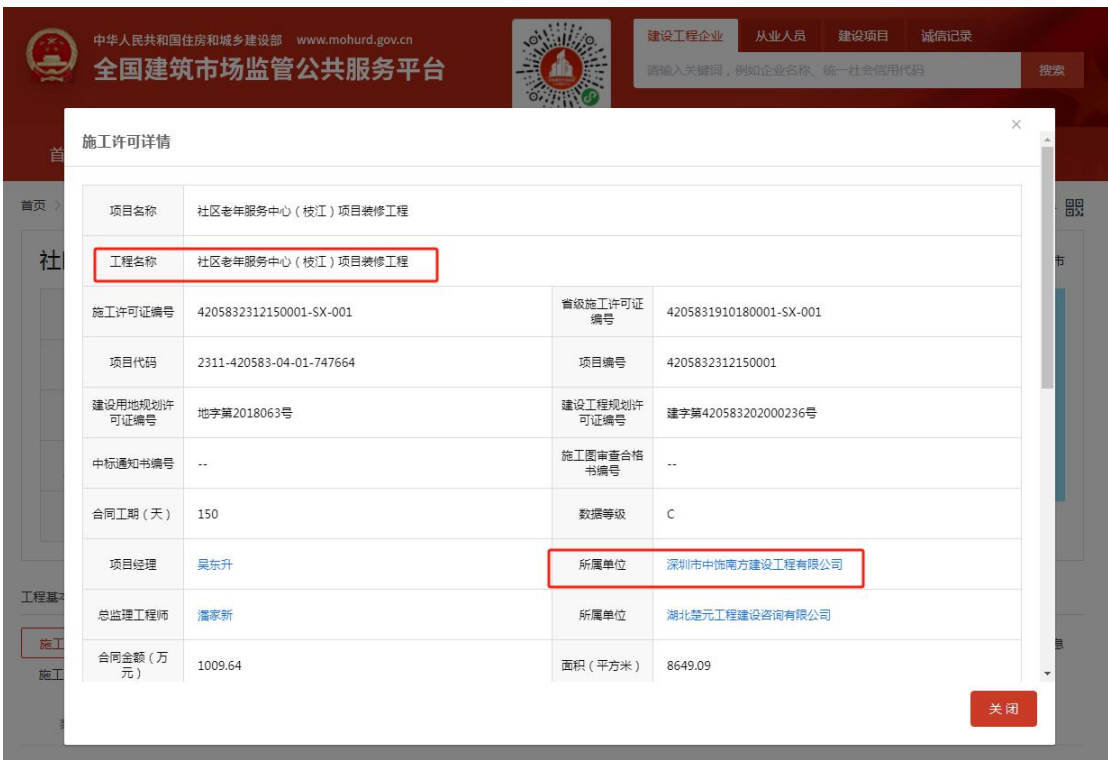 中华人民共和国住房和城乡建设部 www.mohurd.gov.cn
全国建筑市场监管公共服务平台
建设工程企业 从业人员 建设项目 诚信记录
请输入关键词，例如企业名称、统一社会信用代码 搜索
首
施工许可详情 ×
首页
社
市
项目名称 社区老年服务中心（枝江）项目装修工程
工程名称 社区老年服务中心（枝江）项目装修工程
施工许可证编号 4205832312150001-SX-001 省级施工许可证
编号 4205831910180001-SX-001
项目代码 2311-420583-04-01-747664 项目编号 4205832312150001
建设用地规划许
可证编号 地字第2018063号 建设工程规划许
可证编号 建字第420583202000236号
中标通知书编号 -- 施工图审查合格
书编号 --
合同工期（天） 150 数据等级 C
项目经理 吴东升 所属单位 深圳市中饰南方建设工程有限公司
工程基
总监理工程师 潘家新 所属单位 湖北楚元工程建设咨询有限公司
施工
息
合同金额（万
元） 1009.64 面积（平方米） 8649.09
施工
关闭